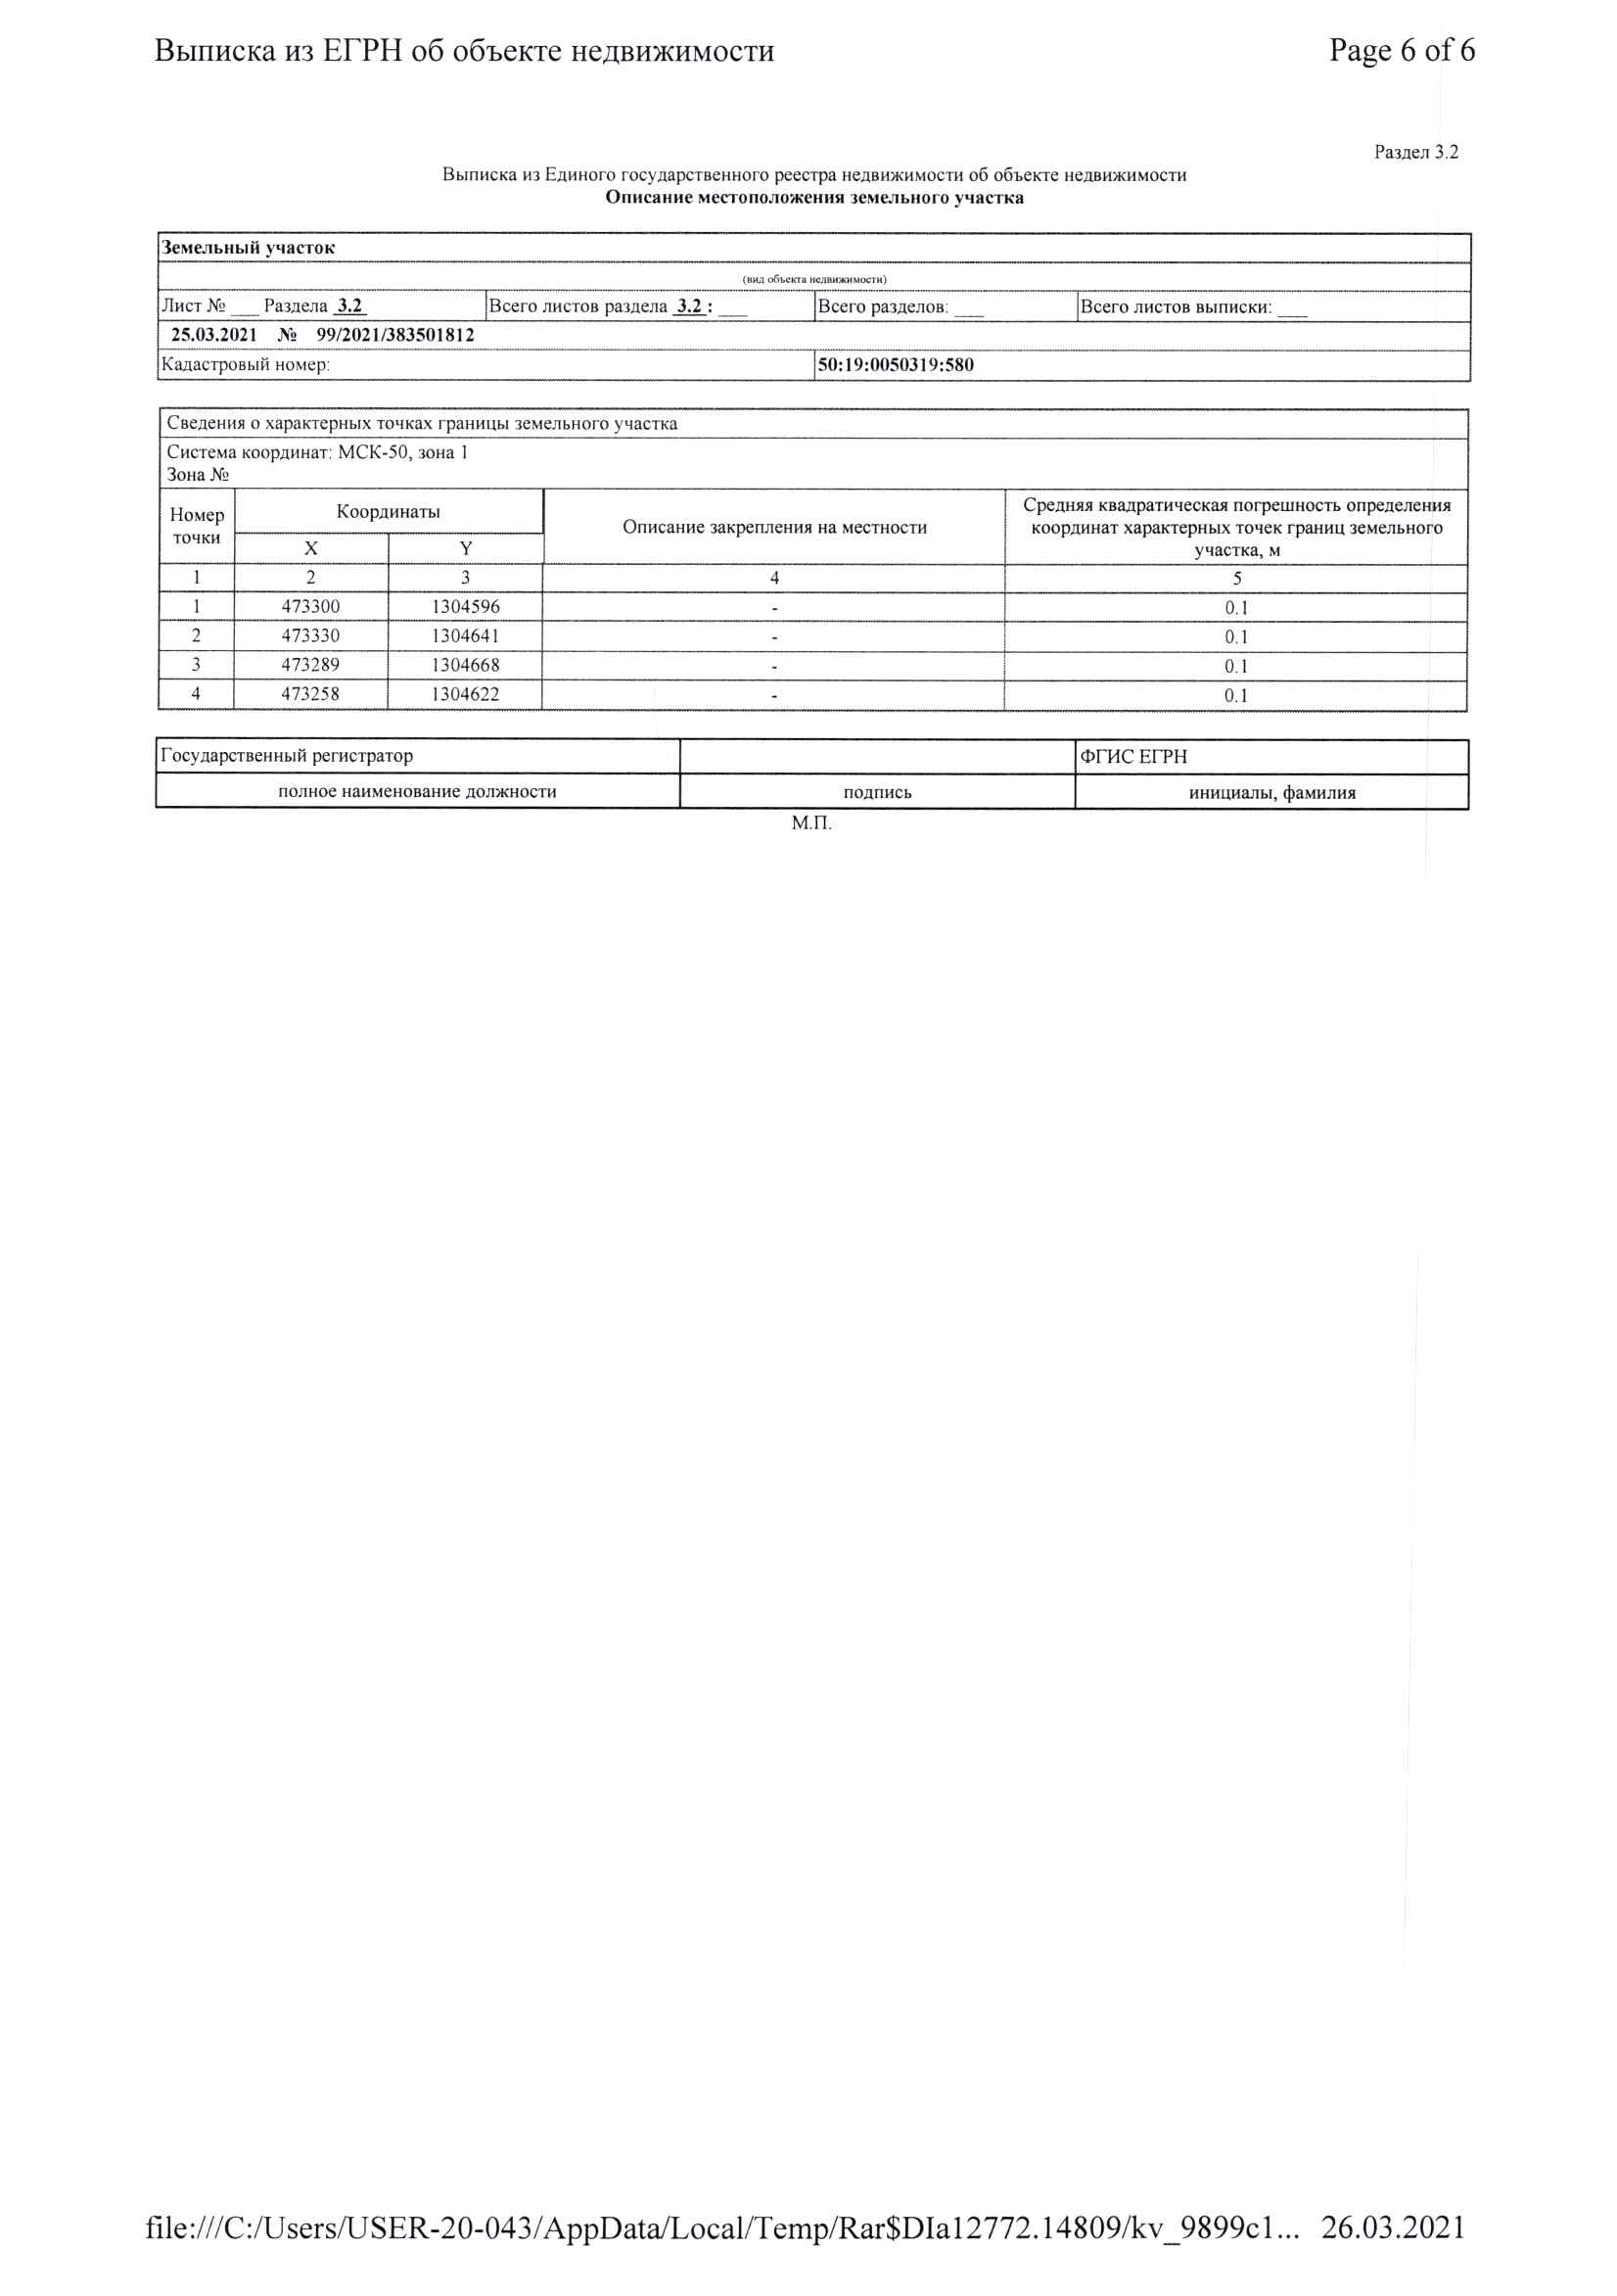 Выписка из ЕГРН об объекте недвижимости Page 6 of 6
Раздел 3.2
Выписка из Единого государственного реестра недвижимости об объекте недвижимости
Описание местоположения земельного участка
Земельный участок
(вид объекта недвижимости)
Лист № ___ Раздела 3.2 Всего листов раздела 3.2 : ___ Всего разделов: ___ Всего листов выписки: ___
25.03.2021 № 99/2021/383501812
Кадастровый номер: 50:19:0050319:580
Сведения о характерных точках границы земельного участка
Система координат: МСК-50, зона 1
Зона №
Номер точки Координаты Описание закрепления на местности Средняя квадратическая погрешность определения координат характерных точек границ земельного участка, м
X Y
1 2 3 4 5
1 473300 1304596 - 0.1
2 473330 1304641 - 0.1
3 473289 1304668 - 0.1
4 473258 1304622 - 0.1
Государственный регистратор ФГИС ЕГРН
полное наименование должности подпись инициалы, фамилия
М.П.
file:///C:/Users/USER-20-043/AppData/Local/Temp/Rar$DIa12772.14809/kv_9899c1... 26.03.2021